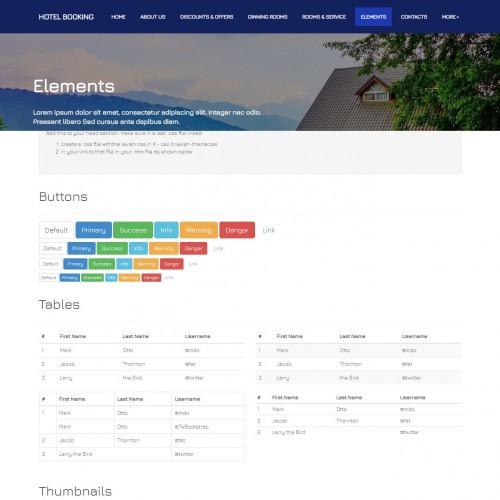 HOTEL BOOKING HOME ABOUT US DISCOUNTS & OFFERS DINNING ROOMS ROOMS & SERVICE ELEMENTS CONTACTS MORE
Elements
Lorem ipsum dolor sit amet, consectetur adipiscing elit. Integer nec odio.
Praesent libero Sed cursus ante dapibus diam.
Add this to your head section, make sure it is last .css file linked
1. create a .css file with the lavish.css in it - call it lavish-theme.css
2. in your link to that file in your .htm file as shown below
Buttons
Default Primary Success Info Warning Danger Link
Default Primary Success Info Warning Danger Link
Default Primary Success Info Warning Danger Link
Default Primary Success Info Warning Danger Link
Tables
# First Name Last Name Username
1 Mark Otto @mdo
2 Jacob Thornton @fat
3 Larry the Bird @twitter
# First Name Last Name Username
1 Mark Otto @mdo
2 Jacob Thornton @fat
3 Larry the Bird @twitter
# First Name Last Name Username
1 Mark Otto @mdo
Mark Otto @TwBootstrap
2 Jacob Thornton @fat
3 Larry the Bird @twitter
# First Name Last Name Username
1 Mark Otto @mdo
2 Jacob Thornton @fat
3 Larry the Bird @twitter
Thumbnails